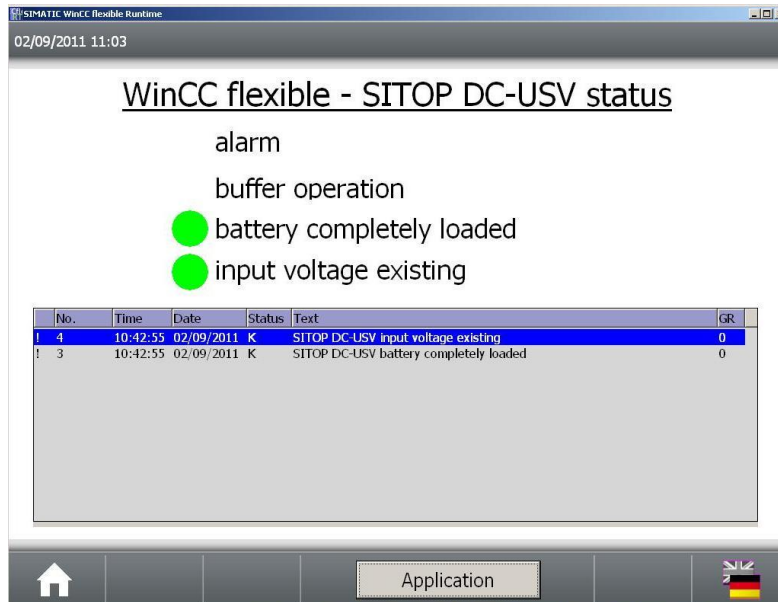 SIMATIC WinCC flexible Runtime
02/09/2011 11:03
WinCC flexible - SITOP DC-USV status
alarm
buffer operation
battery completely loaded
input voltage existing
No. Time Date Status Text GR
! 4 10:42:55 02/09/2011 K SITOP DC-USV input voltage existing 0
! 3 10:42:55 02/09/2011 K SITOP DC-USV battery completely loaded 0
Application